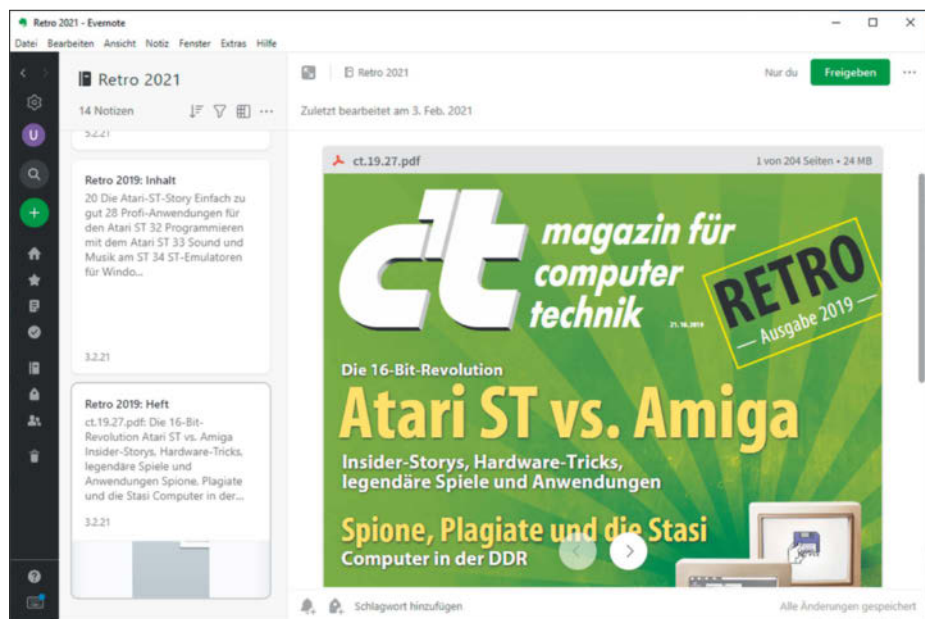 Retro 2021 - Evernote
Datei Bearbeiten Ansicht Notiz Fenster Extras Hilfe
Retro 2021
14 Notizen
3.2.21
Retro 2019: Inhalt
20 Die Atari-ST-Story Einfach zu
gut 28 Profi-Anwendungen für
den Atari ST 32 Programmieren
mit dem Atari ST 33 Sound und
Musik am ST 34 ST-Emulatoren
für Windo...
3.2.21
Retro 2019: Heft
ct.19.27.pdf: Die 16-Bit-
Revolution Atari ST vs. Amiga
Insider-Storys, Hardware-Tricks,
legendäre Spiele und
Anwendungen Spione, Plagiate
und die Stasi Computer in der...
3.2.21
U
Retro 2021
Nur du
Freigeben
Zuletzt bearbeitet am 3. Feb. 2021
ct.19.27.pdf
1 von 204 Seiten • 24 MB
c't
magazin für
computer
technik
RETRO
— Ausgabe 2019 —
Die 16-Bit-Revolution
Atari ST vs. Amiga
Insider-Storys, Hardware-Tricks,
legendäre Spiele und Anwendungen
Spione, Plagiate und die Stasi
Computer in der DDR
Schlagwort hinzufügen
Alle Änderungen gespeichert